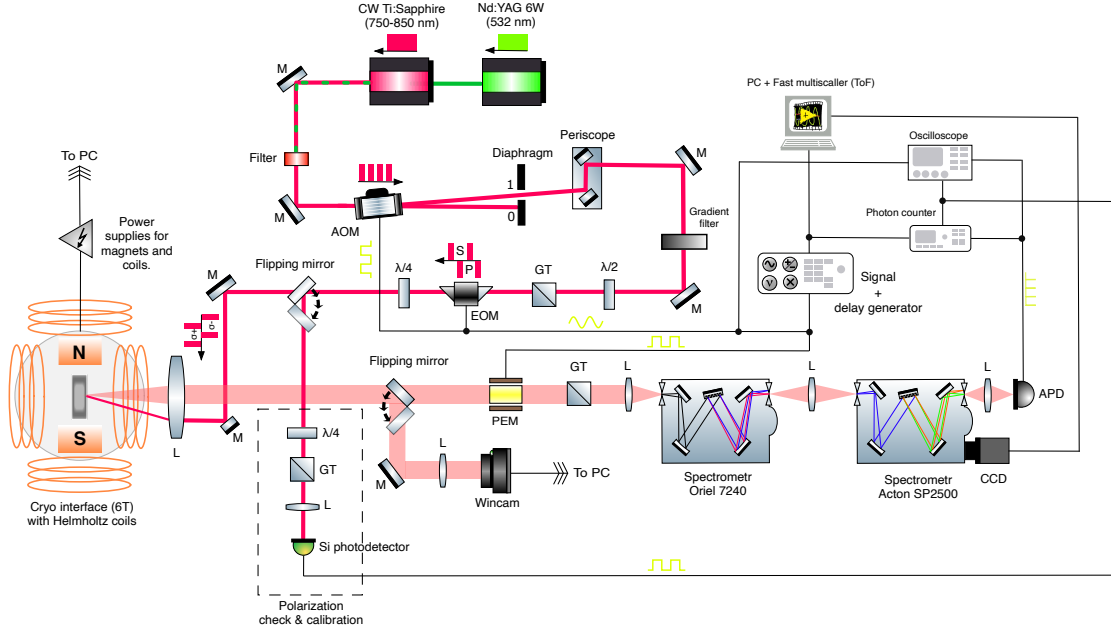 CW Ti:Sapphire
(750-850 nm)
Nd:YAG 6W
(532 nm)
M
PC + Fast multiscaller (ToF)
Oscilloscope
Periscope
Diaphragm
M
To PC
Filter
1
0
M
AOM
Gradient
filter
Photon counter
Power
supplies for
magnets and
coils.
Flipping mirror
S
P
λ/4
GT
λ/2
M
EOM
Signal
+
delay generator
M
σ+
σ-
N
S
L
M
Flipping mirror
PEM
GT
L
L
L
APD
λ/4
GT
L
M
L
Wincam
To PC
Spectrometr
Oriel 7240
Spectrometr
Acton SP2500
CCD
Cryo interface (6T)
with Helmholtz coils
Si photodetector
Polarization
check & calibration